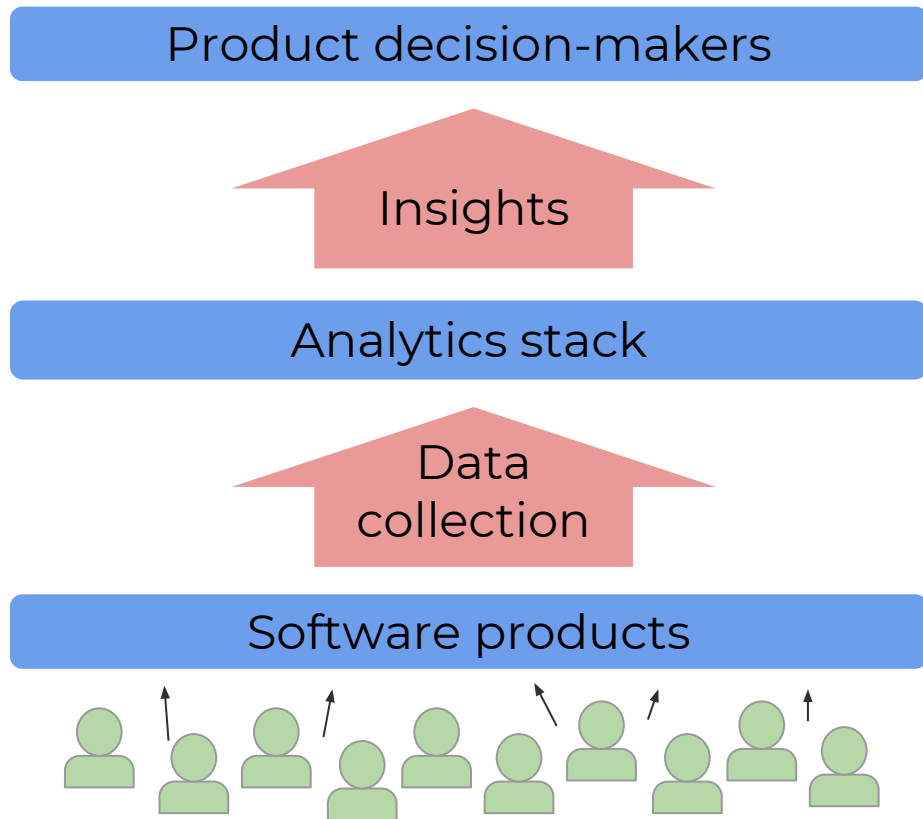 Product decision-makers
Insights
Analytics stack
Data
collection
Software products